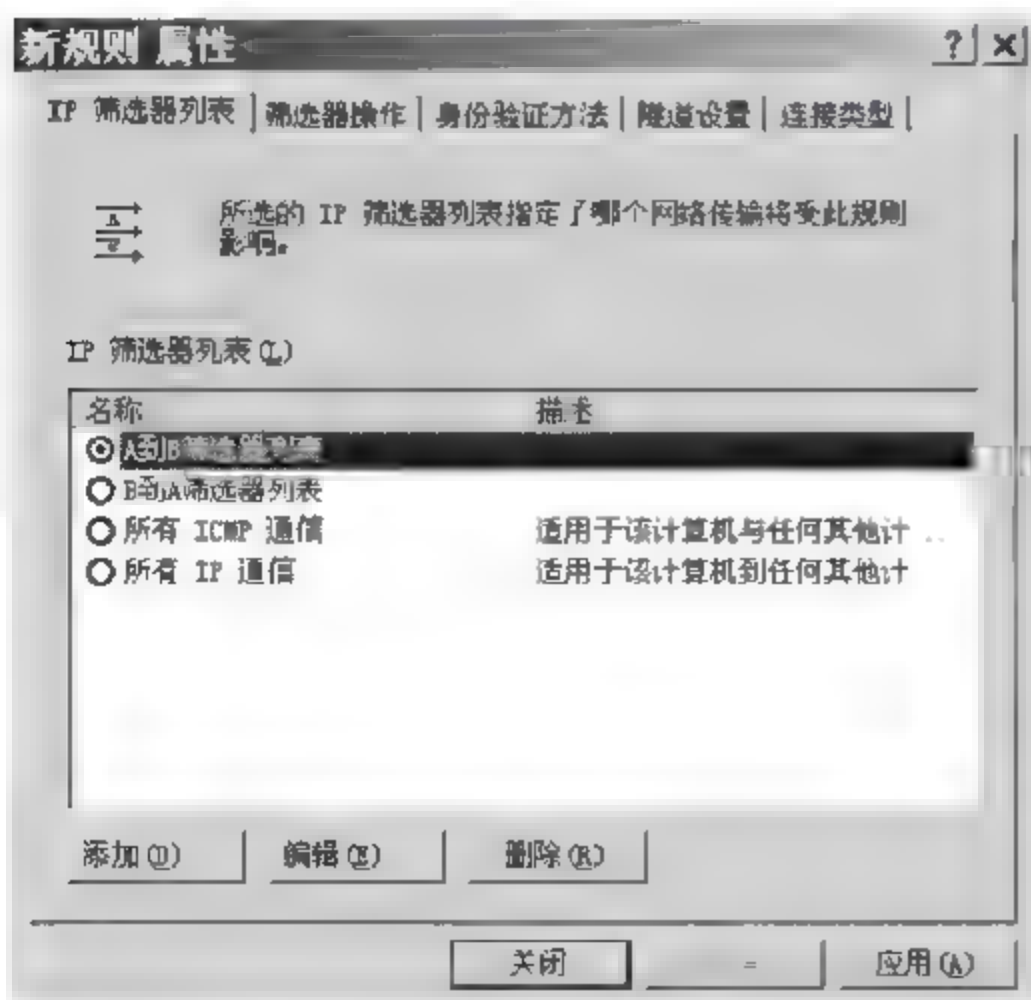 新规则 属性
IP 筛选器列表 筛选器操作 身份验证方法 隧道设置 连接类型
所选的 IP 筛选器列表指定了哪个网络传输将受此规则
影响。
IP 筛选器列表(L)
名称 描述
A到B筛选器列表
B到A筛选器列表
所有 ICMP 通信 适用于该计算机与任何其他计 ...
所有 IP 通信 适用于该计算机到任何其他计
添加(D) 编辑(E) 删除(R)
关闭 应用(A)